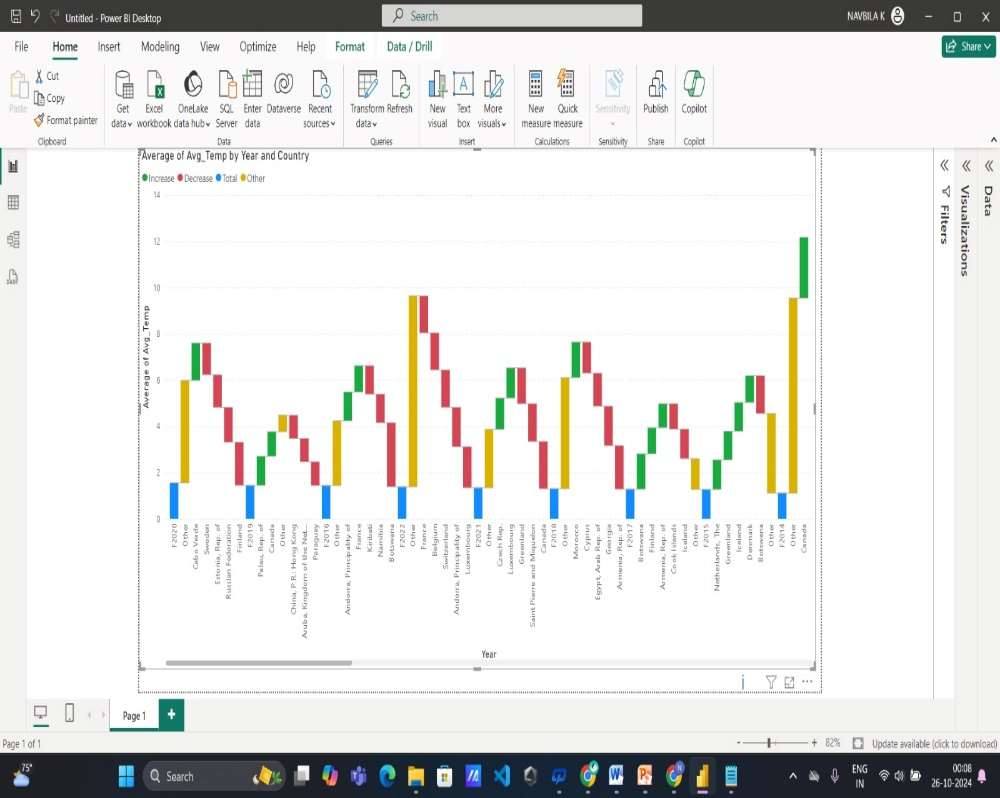 Untitled - Power BI Desktop
Search
NAVBILA K
File Home Insert Modeling View Optimize Help Format Data / Drill
Share
Paste
Cut
Copy
Format painter
Clipboard
Get data
Excel workbook
OneLake data hub
SQL Server
Enter data
Dataverse
Recent sources
Data
Transform data
Refresh
Queries
New visual
Text box
More visuals
Insert
New measure
Quick measure
Calculations
Sensitivity
Sensitivity
Publish
Share
Copilot
Copilot
Average of Avg_Temp by Year and Country
Increase Decrease Total Other
14
12
10
8
6
4
2
0
Average of Avg_Temp
F2020
Other
Cabo Verde
Sweden
Estonia, Rep. of
Russian Federation
Finland
F2019
Palau, Rep. of
Canada
Other
China, P.R.: Hong Kong
Aruba, Kingdom of the Net...
Paraguay
F2016
Other
Andorra, Principality of
France
Kiribati
Namibia
Botswana
F2022
Other
France
Belgium
Switzerland
Andorra, Principality of
Luxembourg
F2021
Other
Czech Rep.
Luxembourg
Greenland
Saint Pierre and Miquelon
Canada
F2018
Other
Morocco
Cyprus
Egypt, Arab Rep. of
Georgia
Armenia, Rep. of
F2017
Botswana
Finland
Armenia, Rep. of
Cook Islands
Iceland
Other
F2015
Netherlands, The
Greenland
Iceland
Denmark
Botswana
Other
F2014
Other
Canada
Year
Filters
Visualizations
Data
Page 1
Page 1 of 1
82%
Update available (click to download)
75°
Search
ENG
IN
00:08
26-10-2024